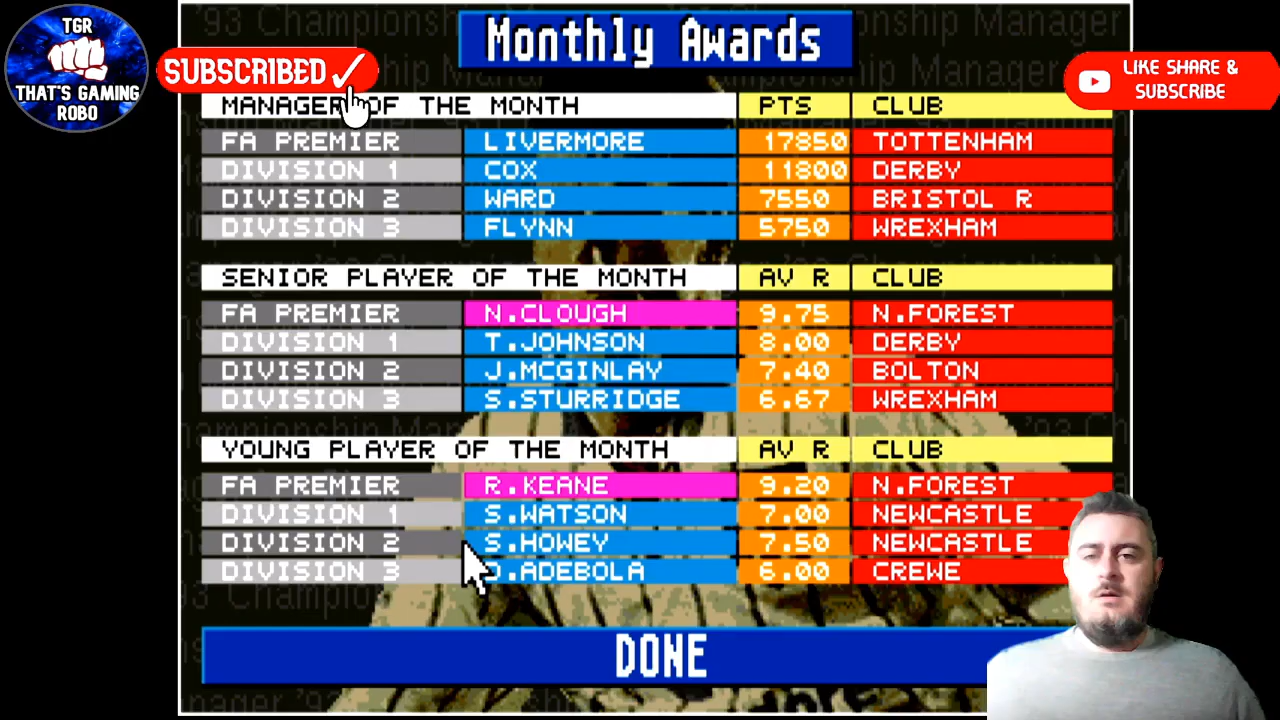 Monthly Awards
TGR
THAT'S GAMING
ROBO
SUBSCRIBED
LIKE SHARE &
SUBSCRIBE
MANAGER OF THE MONTH PTS CLUB
FA PREMIER LIVERMORE 17850 TOTTENHAM
DIVISION 1 COX 11800 DERBY
DIVISION 2 WARD 7550 BRISTOL R
DIVISION 3 FLYNN 5750 WREXHAM
SENIOR PLAYER OF THE MONTH AV R CLUB
FA PREMIER N.CLOUGH 9.75 N.FOREST
DIVISION 1 T.JOHNSON 8.00 DERBY
DIVISION 2 J.MCGINLAY 7.40 BOLTON
DIVISION 3 S.STURRIDGE 6.67 WREXHAM
YOUNG PLAYER OF THE MONTH AV R CLUB
FA PREMIER R.KEANE 9.20 N.FOREST
DIVISION 1 S.WATSON 7.00 NEWCASTLE
DIVISION 2 S.HOWEY 7.50 NEWCASTLE
DIVISION 3 D.ADEBOLA 6.00 CREWE
DONE